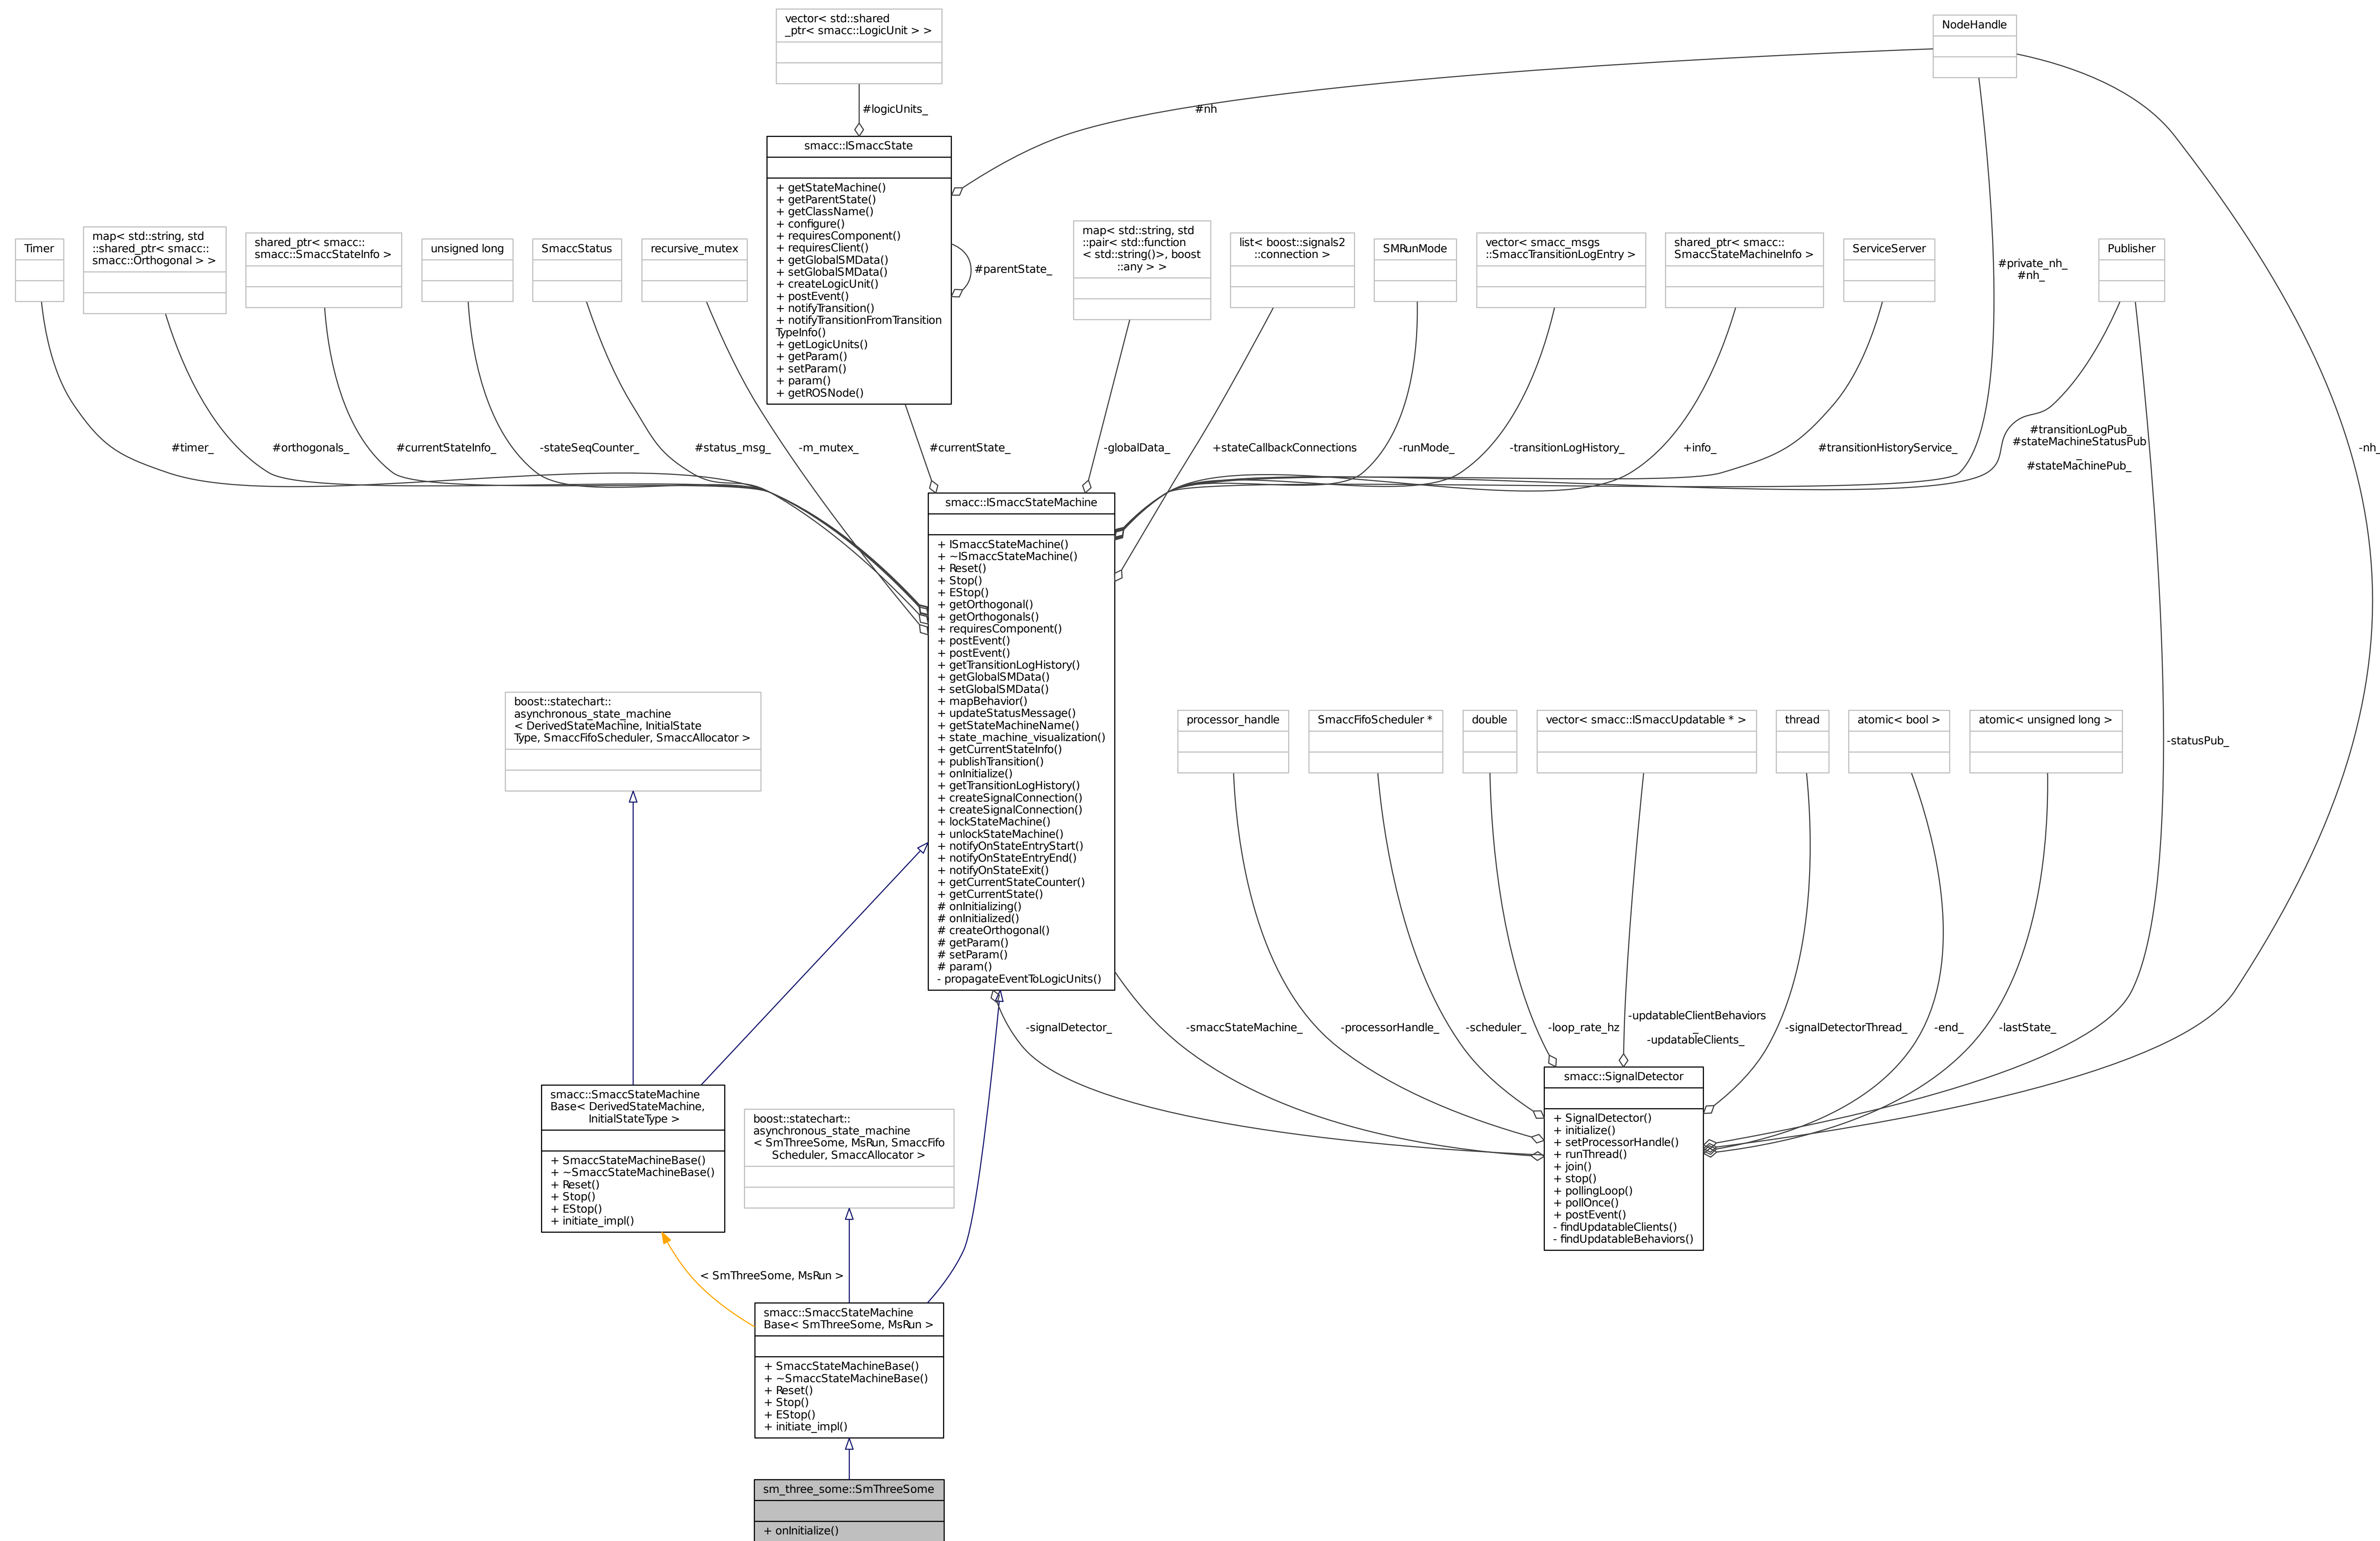 vector< std::shared
_ptr< smacc::LogicUnit > >
NodeHandle
#logicUnits_
#nh
smacc::ISmaccState
+ getStateMachine()
+ getParentState()
+ getClassName()
+ configure()
+ requiresComponent()
+ requiresClient()
+ getGlobalSMData()
+ setGlobalSMData()
+ createLogicUnit()
+ postEvent()
+ notifyTransition()
+ notifyTransitionFromTransition
TypeInfo()
+ getLogicUnits()
+ getParam()
+ setParam()
+ param()
+ getROSNode()
#parentState_
Timer
map< std::string, std
::shared_ptr< smacc::
smacc::Orthogonal > >
shared_ptr< smacc::
smacc::SmaccStateInfo >
unsigned long
SmaccStatus
recursive_mutex
map< std::string, std
::pair< std::function
< std::string()>, boost
::any > >
list< boost::signals2
::connection >
SMRunMode
vector< smacc_msgs
::SmaccTransitionLogEntry >
shared_ptr< smacc::
SmaccStateMachineInfo >
ServiceServer
#private_nh_
#nh_
Publisher
#timer_
#orthogonals_
#currentStateInfo_
-stateSeqCounter_
#status_msg_
-m_mutex_
#currentState_
-globalData_
+stateCallbackConnections
-runMode_
-transitionLogHistory_
+info_
#transitionHistoryService_
#transitionLogPub_
#stateMachineStatusPub
_
#stateMachinePub_
-nh_
smacc::ISmaccStateMachine
+ ISmaccStateMachine()
+ ~ISmaccStateMachine()
+ Reset()
+ Stop()
+ EStop()
+ getOrthogonal()
+ getOrthogonals()
+ requiresComponent()
+ postEvent()
+ postEvent()
+ getTransitionLogHistory()
+ getGlobalSMData()
+ setGlobalSMData()
+ mapBehavior()
+ updateStatusMessage()
+ getStateMachineName()
+ state_machine_visualization()
+ getCurrentStateInfo()
+ publishTransition()
+ onInitialize()
+ getTransitionLogHistory()
+ createSignalConnection()
+ createSignalConnection()
+ lockStateMachine()
+ unlockStateMachine()
+ notifyOnStateEntryStart()
+ notifyOnStateEntryEnd()
+ notifyOnStateExit()
+ getCurrentStateCounter()
+ getCurrentState()
# onInitializing()
# onInitialized()
# createOrthogonal()
# getParam()
# setParam()
# param()
- propagateEventToLogicUnits()
boost::statechart::
asynchronous_state_machine
< DerivedStateMachine, InitialState
Type, SmaccFifoScheduler, SmaccAllocator >
processor_handle
SmaccFifoScheduler *
double
vector< smacc::ISmaccUpdatable * >
thread
atomic< bool >
atomic< unsigned long >
-statusPub_
-signalDetector_
-smaccStateMachine_
-processorHandle_
-scheduler_
-loop_rate_hz
-updatableClientBehaviors
_
-updatableClients_
-signalDetectorThread_
-end_
-lastState_
smacc::SignalDetector
+ SignalDetector()
+ initialize()
+ setProcessorHandle()
+ runThread()
+ join()
+ stop()
+ pollingLoop()
+ pollOnce()
+ postEvent()
- findUpdatableClients()
- findUpdatableBehaviors()
smacc::SmaccStateMachine
Base< DerivedStateMachine,
InitialStateType >
+ SmaccStateMachineBase()
+ ~SmaccStateMachineBase()
+ Reset()
+ Stop()
+ EStop()
+ initiate_impl()
boost::statechart::
asynchronous_state_machine
< SmThreeSome, MsRun, SmaccFifo
Scheduler, SmaccAllocator >
< SmThreeSome, MsRun >
smacc::SmaccStateMachine
Base< SmThreeSome, MsRun >
+ SmaccStateMachineBase()
+ ~SmaccStateMachineBase()
+ Reset()
+ Stop()
+ EStop()
+ initiate_impl()
sm_three_some::SmThreeSome
+ onInitialize()